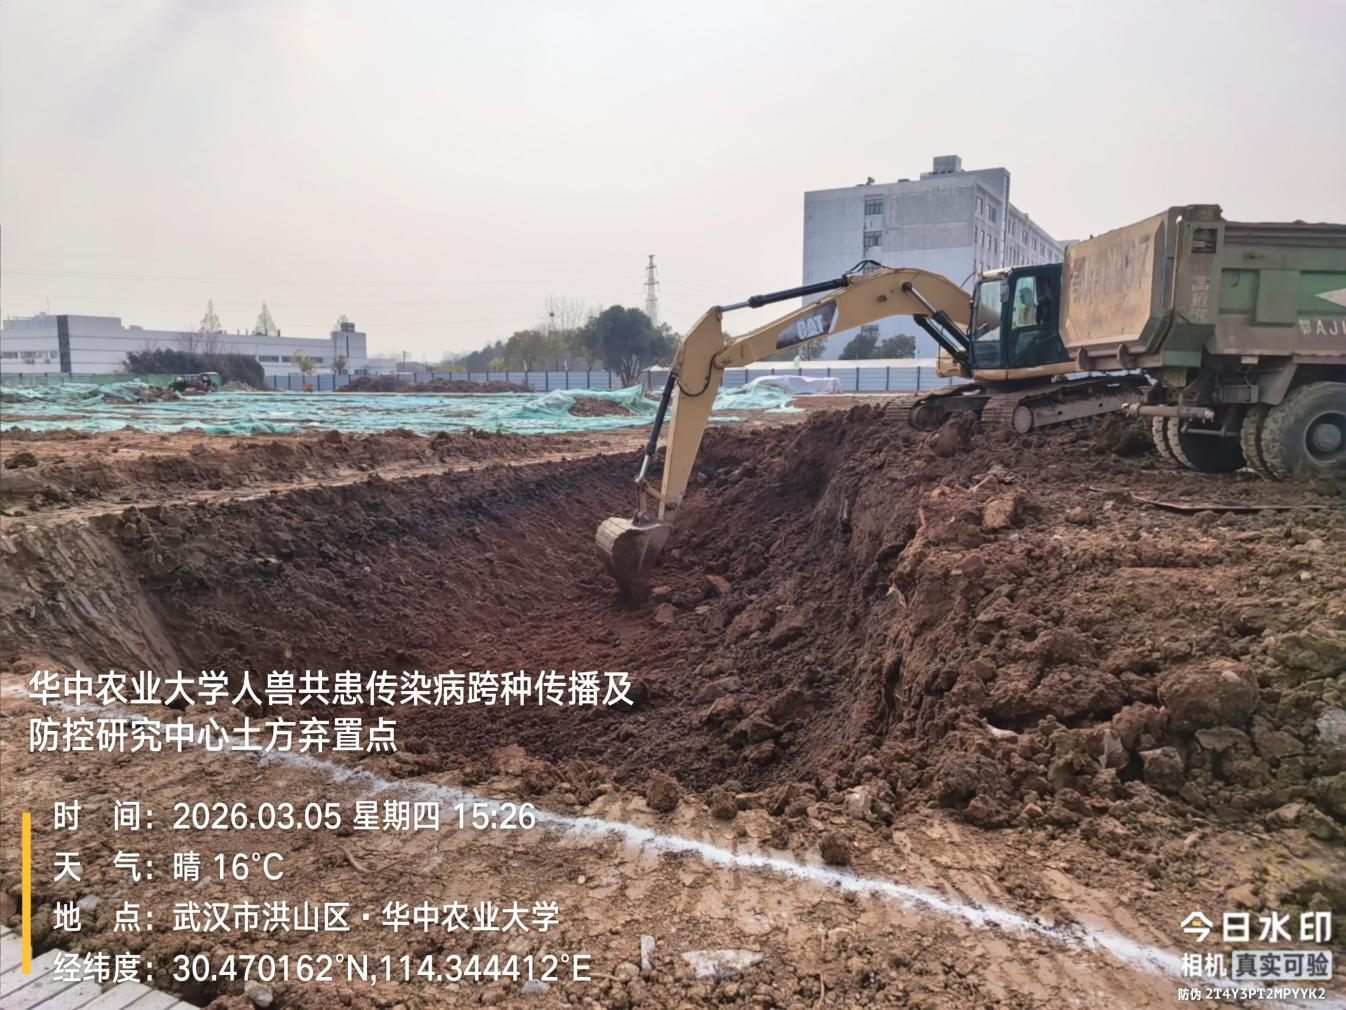 CAT
AJ
华中农业大学人兽共患传染病跨种传播及
防控研究中心土方弃置点
时 间：2026.03.05 星期四 15:26
天 气：晴 16°C
地 点：武汉市洪山区·华中农业大学
经纬度：30.470162°N,114.344412°E
今日水印
相机 真实可验
防伪 2T4Y3PT2MPYYK2